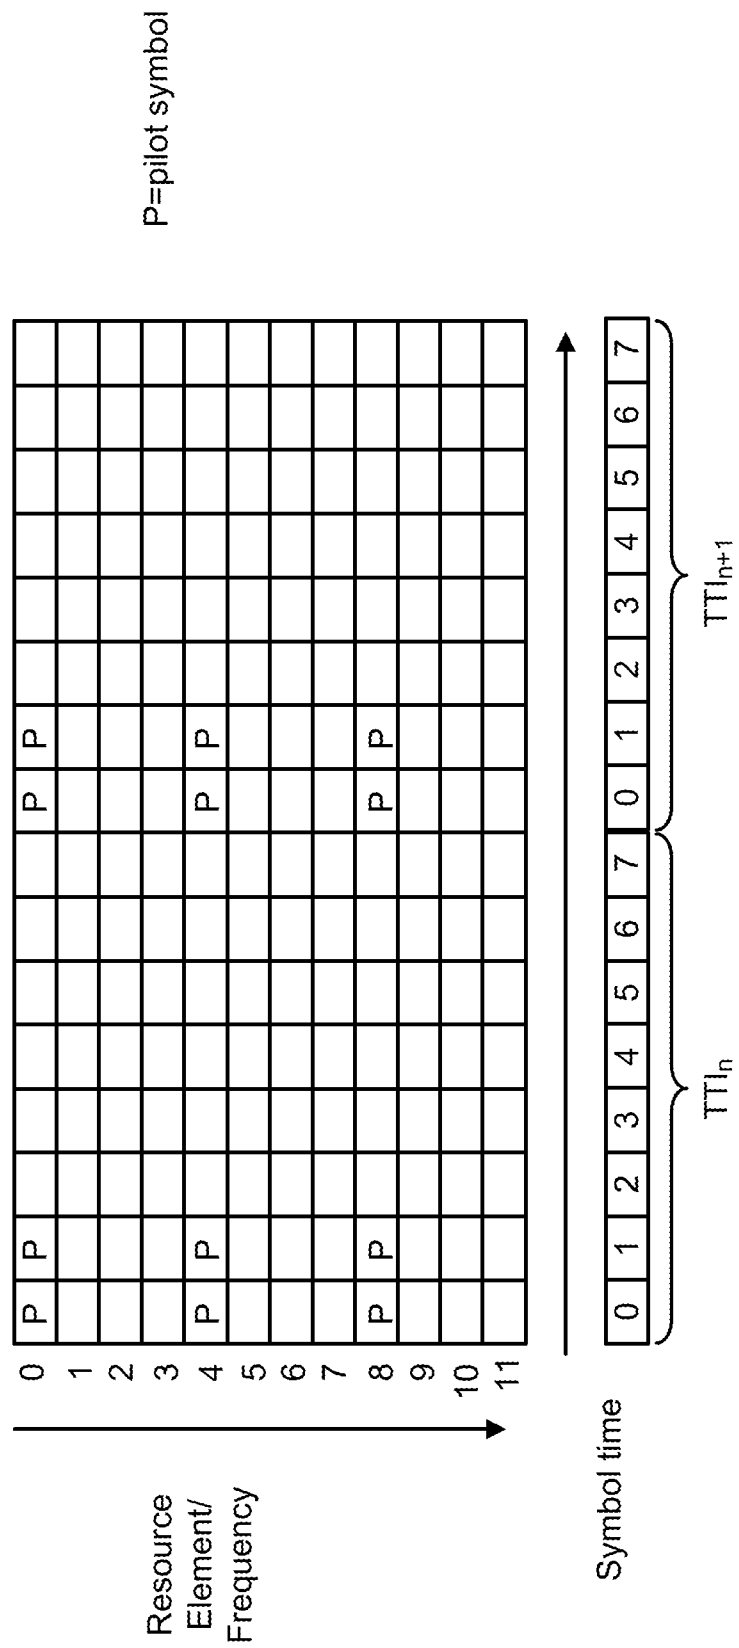 P=pilot symbol
Resource
Element/
Frequency
0 P P P P
1
2
3
4 P P P P
5
6
7
8 P P P P
9
10
11
Symbol time
0 1 2 3 4 5 6 7 0 1 2 3 4 5 6 7
TTIn TTIn+1